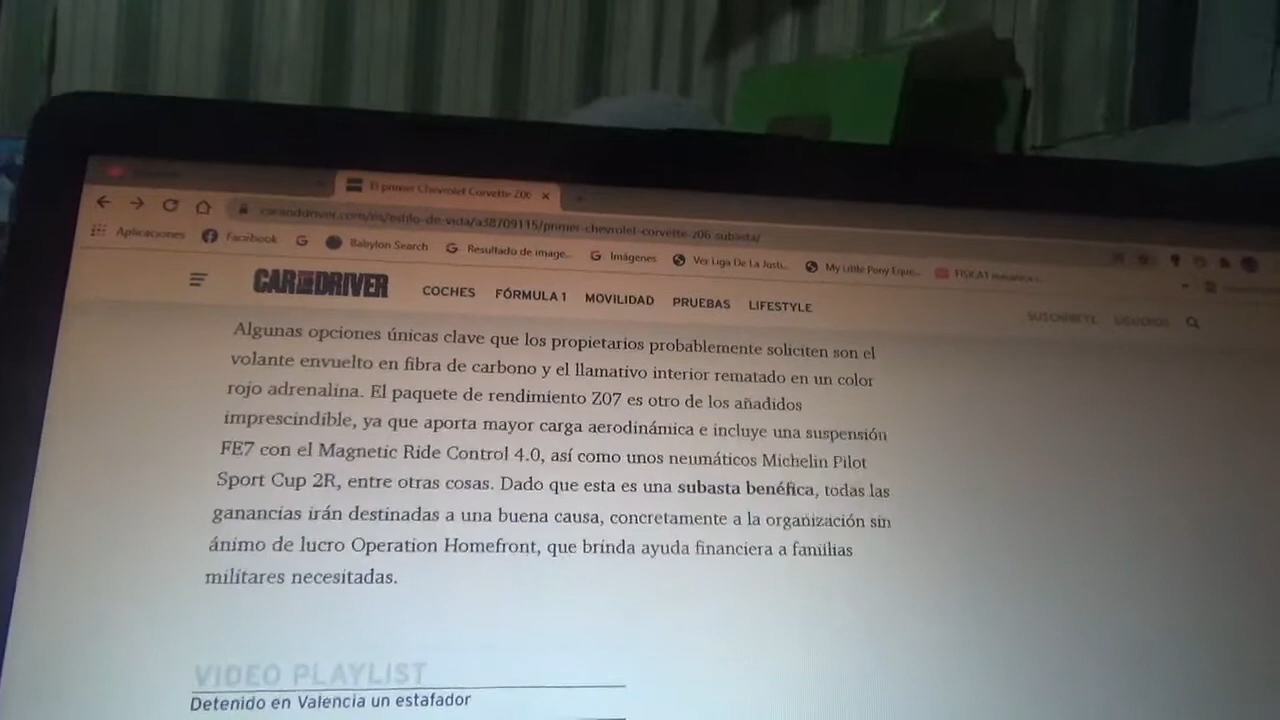 El primer Chevrolet Corvette Z06
caranddriver.com/es/estilo-de-vida/a38709115/primer-chevrolet-corvette-z06-subasta/
Aplicaciones Facebook Babylon Search Resultado de image... Imágenes Ver Liga De La Justi... My Little Pony Eque...
CAR AND DRIVER COCHES FÓRMULA 1 MOVILIDAD PRUEBAS LIFESTYLE SUSCRÍBETE SÍGUENOS
Algunas opciones únicas clave que los propietarios probablemente soliciten son el
volante envuelto en fibra de carbono y el llamativo interior rematado en un color
rojo adrenalina. El paquete de rendimiento Z07 es otro de los añadidos
imprescindible, ya que aporta mayor carga aerodinámica e incluye una suspensión
FE7 con el Magnetic Ride Control 4.0, así como unos neumáticos Michelin Pilot
Sport Cup 2R, entre otras cosas. Dado que esta es una subasta benéfica, todas las
ganancias irán destinadas a una buena causa, concretamente a la organización sin
ánimo de lucro Operation Homefront, que brinda ayuda financiera a familias
militares necesitadas.
VIDEO PLAYLIST
Detenido en Valencia un estafador